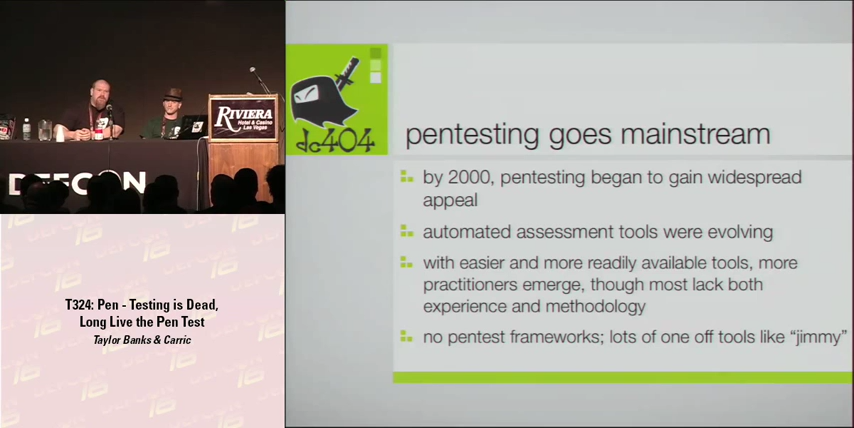 RIVIERA
Hotel & Casino
Las Vegas
DEFCON
T324: Pen - Testing is Dead,
Long Live the Pen Test
Taylor Banks & Carric
dc404
pentesting goes mainstream
by 2000, pentesting began to gain widespread
appeal
automated assessment tools were evolving
with easier and more readily available tools, more
practitioners emerge, though most lack both
experience and methodology
no pentest frameworks; lots of one off tools like “jimmy”